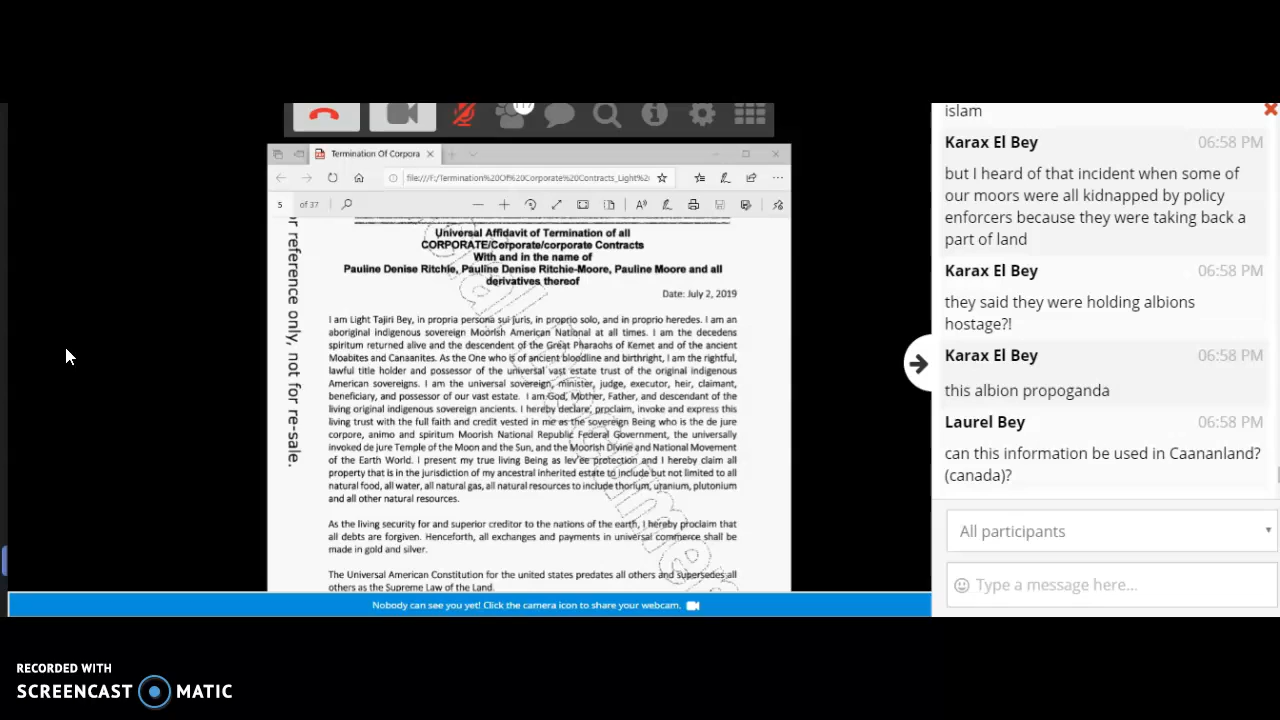 islam
Karax El Bey 06:58 PM
but I heard of that incident when some of
our moors were all kidnapped by policy
enforcers because they were taking back a
part of land
Karax El Bey 06:58 PM
they said they were holding albions
hostage?!
Karax El Bey 06:58 PM
this albion propoganda
Laurel Bey 06:58 PM
can this information be used in Caananland?
(canada)?
All participants
Type a message here...
Termination Of Corpora
file:///F:/Termination%20Of%20Corporate%20Contracts_Light%2
5 of 37
r reference only, not for re-sale.
Universal Affidavit of Termination of all
CORPORATE/Corporate/corporate Contracts
With and in the name of
Pauline Denise Ritchie, Pauline Denise Ritchie-Moore, Pauline Moore and all
derivatives thereof
Date: July 2, 2019
I am Light Tajiri Bey, in propria persona sui juris, in proprio solo, and in proprio heredes. I am an
aboriginal indigenous sovereign Moorish American National at all times. I am the decedens
spiritum returned alive and the descendent of the Great Pharaohs of Kemet and of the ancient
Moabites and Canaanites. As the One who is of ancient bloodline and birthright, I am the rightful,
lawful title holder and possessor of the universal vast estate trust of the original indigenous
American sovereigns. I am the universal sovereign, minister, judge, executor, heir, claimant,
beneficiary, and possessor of our vast estate. I am God, Mother, Father, and descendant of the
living original indigenous sovereign ancients. I hereby declare, proclaim, invoke and express this
living trust with the full faith and credit vested in me as the sovereign Being who is the de jure
corpore, animo and spiritum Moorish National Republic Federal Government, the universally
invoked de jure Temple of the Moon and the Sun, and the Moorish Divine and National Movement
of the Earth World. I present my true living Being as levée protection and I hereby claim all
property that is in the jurisdiction of my ancestral inherited estate to include but not limited to all
natural food, all water, all natural gas, all natural resources to include thorium, uranium, plutonium
and all other natural resources.
As the living security for and superior creditor to the nations of the earth, I hereby proclaim that
all debts are forgiven. Henceforth, all exchanges and payments in universal commerce shall be
made in gold and silver.
The Universal American Constitution for the united states predates all others and supersedes all
others as the Supreme Law of the Land.
Nobody can see you yet! Click the camera icon to share your webcam.
RECORDED WITH
SCREENCAST MATIC